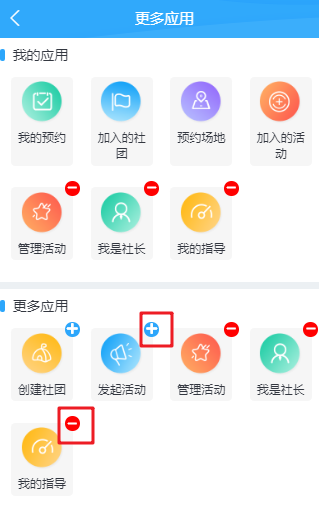 更多应用
我的应用
我的预约
加入的社
团
预约场地
加入的活
动
管理活动
我是社长
我的指导
更多应用
创建社团
发起活动
管理活动
我是社长
我的指导